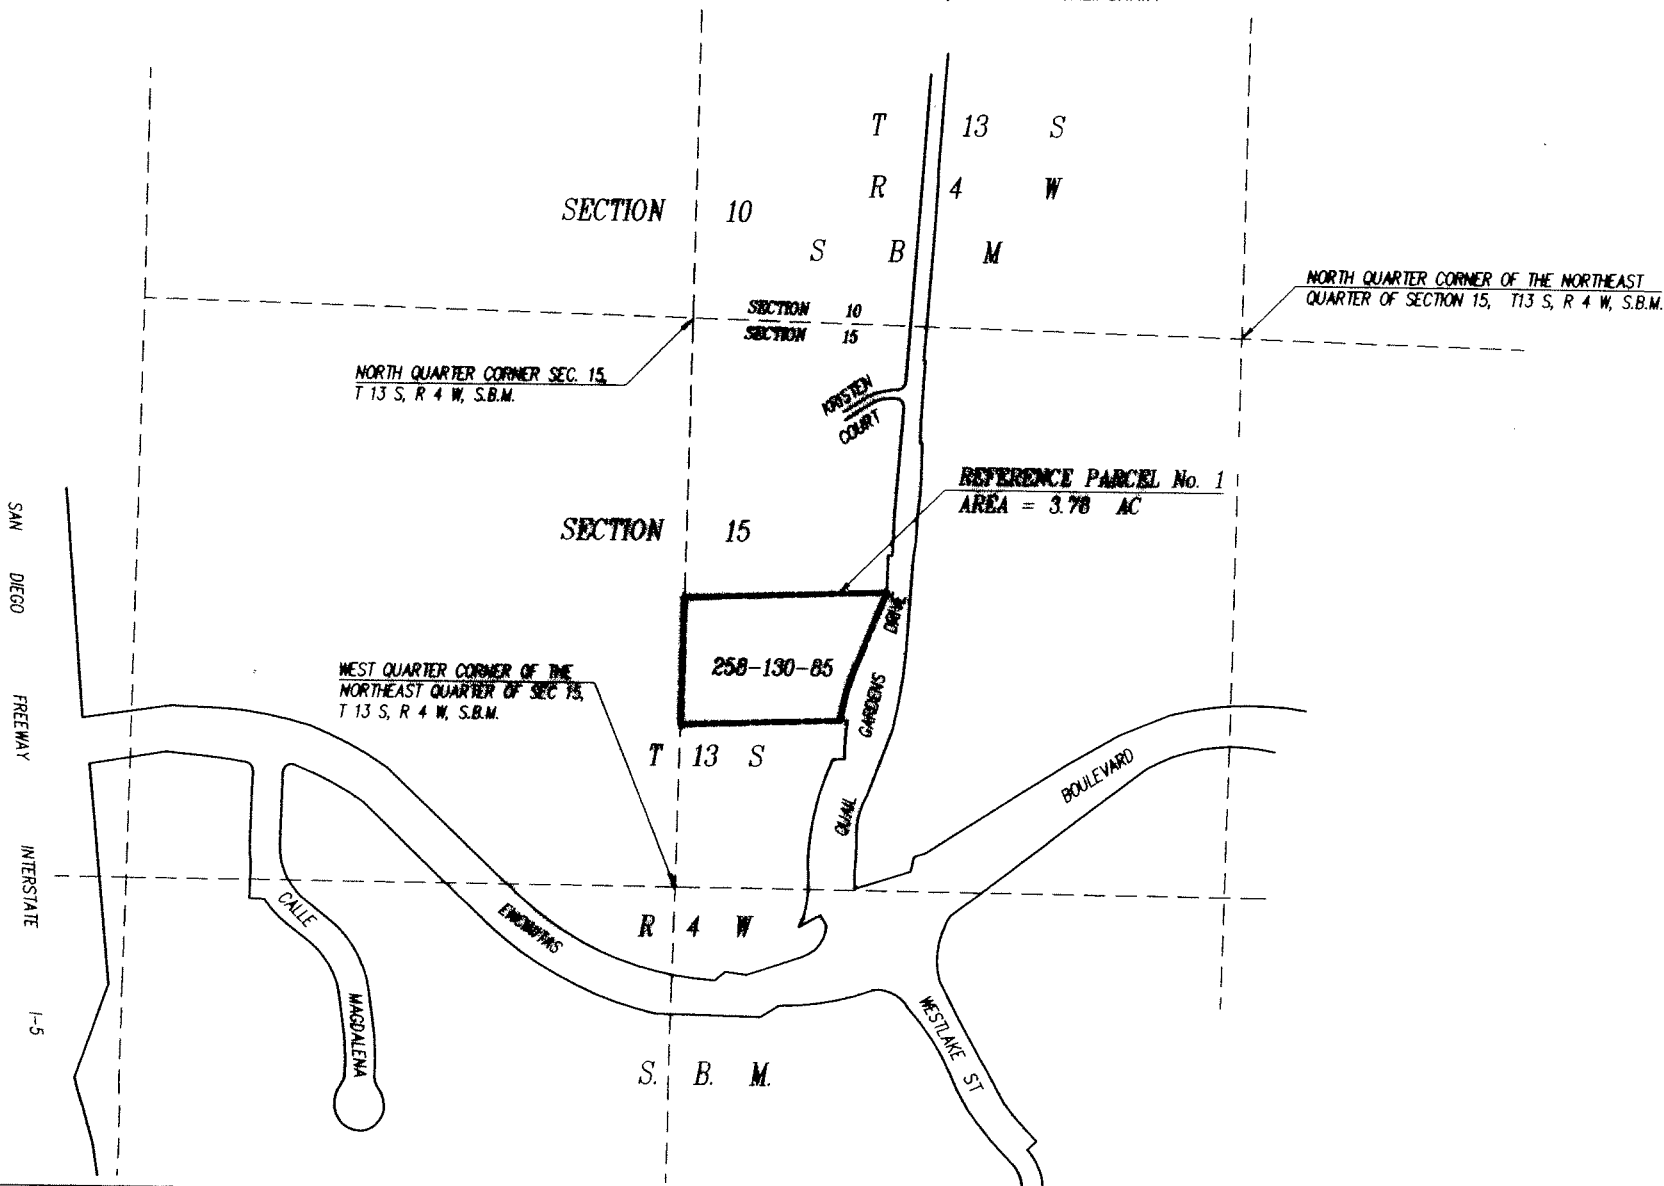 T 13 S
R 4 W
SECTION 10
S B M
NORTH QUARTER CORNER OF THE NORTHEAST
QUARTER OF SECTION 15, T13 S, R 4 W, S.B.M.
SECTION 10
SECTION 15
NORTH QUARTER CORNER SEC. 15,
T 13 S, R 4 W, S.B.M.
KRISTEN
COURT
REFERENCE PARCEL No. 1
AREA = 3.78 AC
SECTION 15
258-130-85
WEST QUARTER CORNER OF THE
NORTHEAST QUARTER OF SEC 15,
T 13 S, R 4 W, S.B.M.
T 13 S
QUAIL GARDENS DRIVE
BOULEVARD
SAN DIEGO FREEWAY INTERSTATE I-5
CALLE
MAGDALENA
ENCINITAS
R 4 W
WESTLAKE ST
S. B. M.